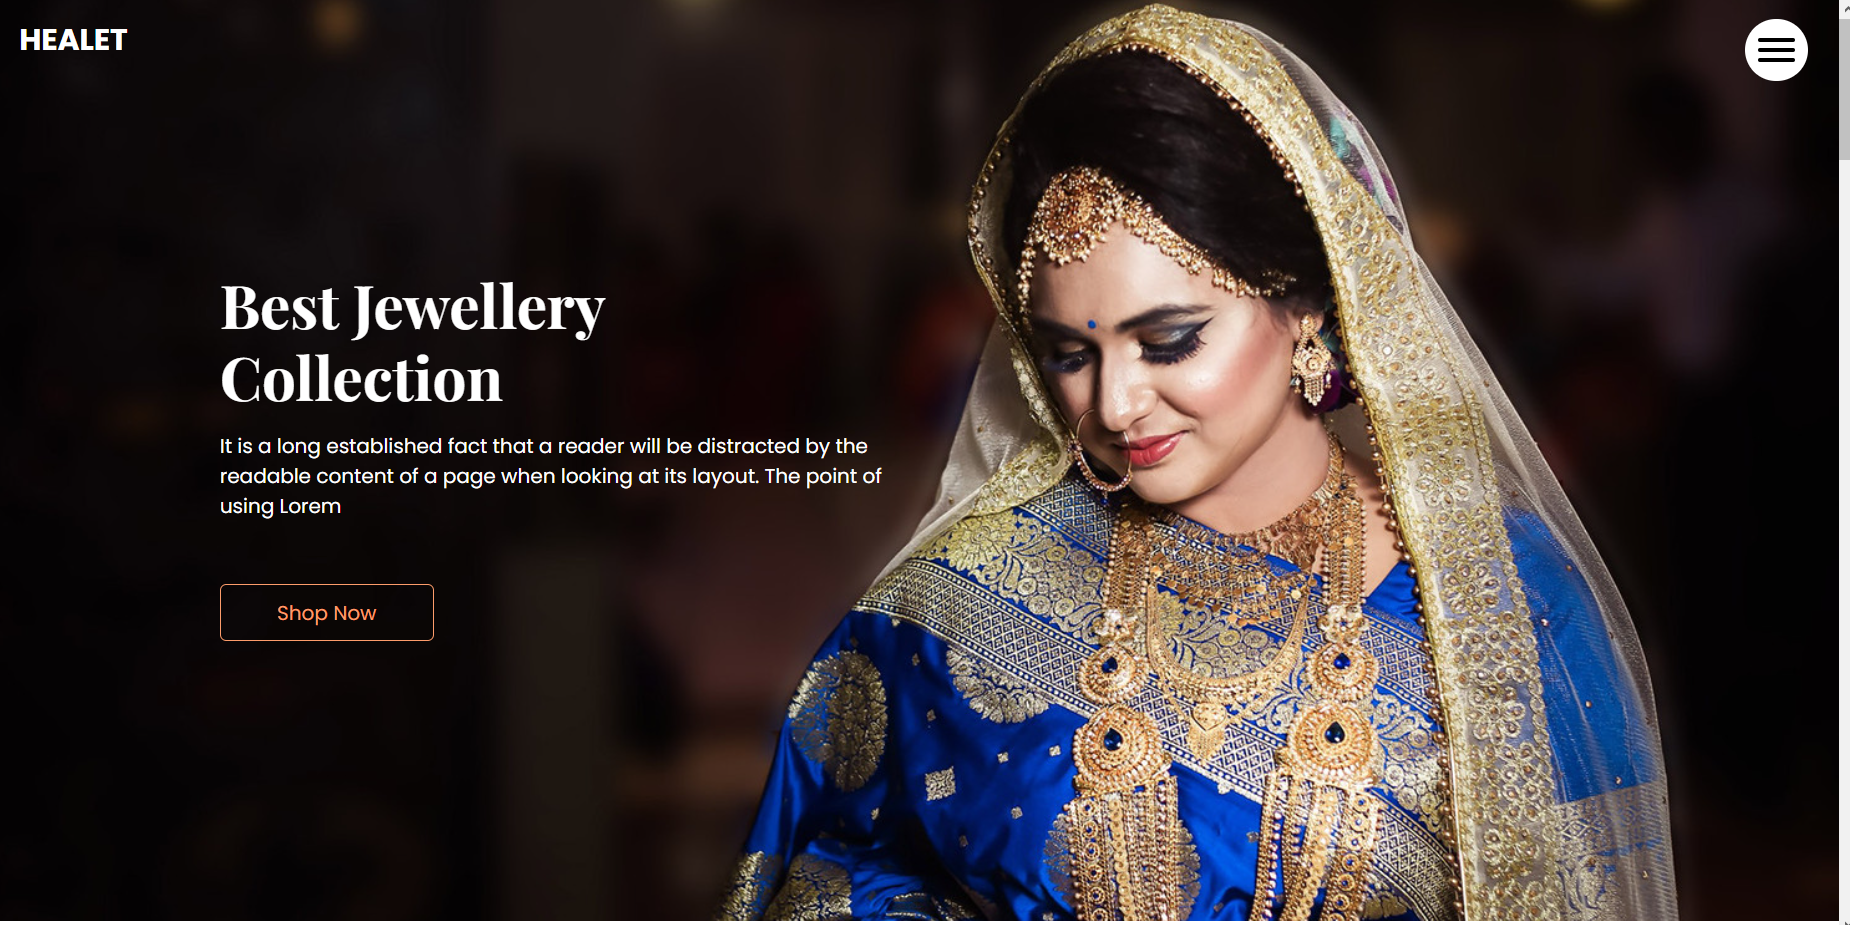 HEALET
Best Jewellery
Collection
It is a long established fact that a reader will be distracted by the
readable content of a page when looking at its layout. The point of
using Lorem
Shop Now